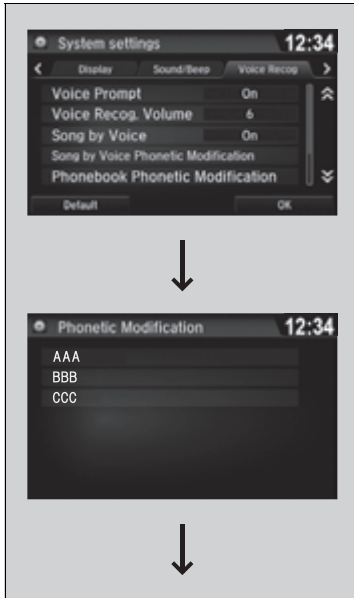 System settings 12:34
Display Sound/Beep Voice Recog
Voice Prompt On
Voice Recog. Volume 6
Song by Voice On
Song by Voice Phonetic Modification
Phonebook Phonetic Modification
Default OK
Phonetic Modification 12:34
AAA
BBB
CCC